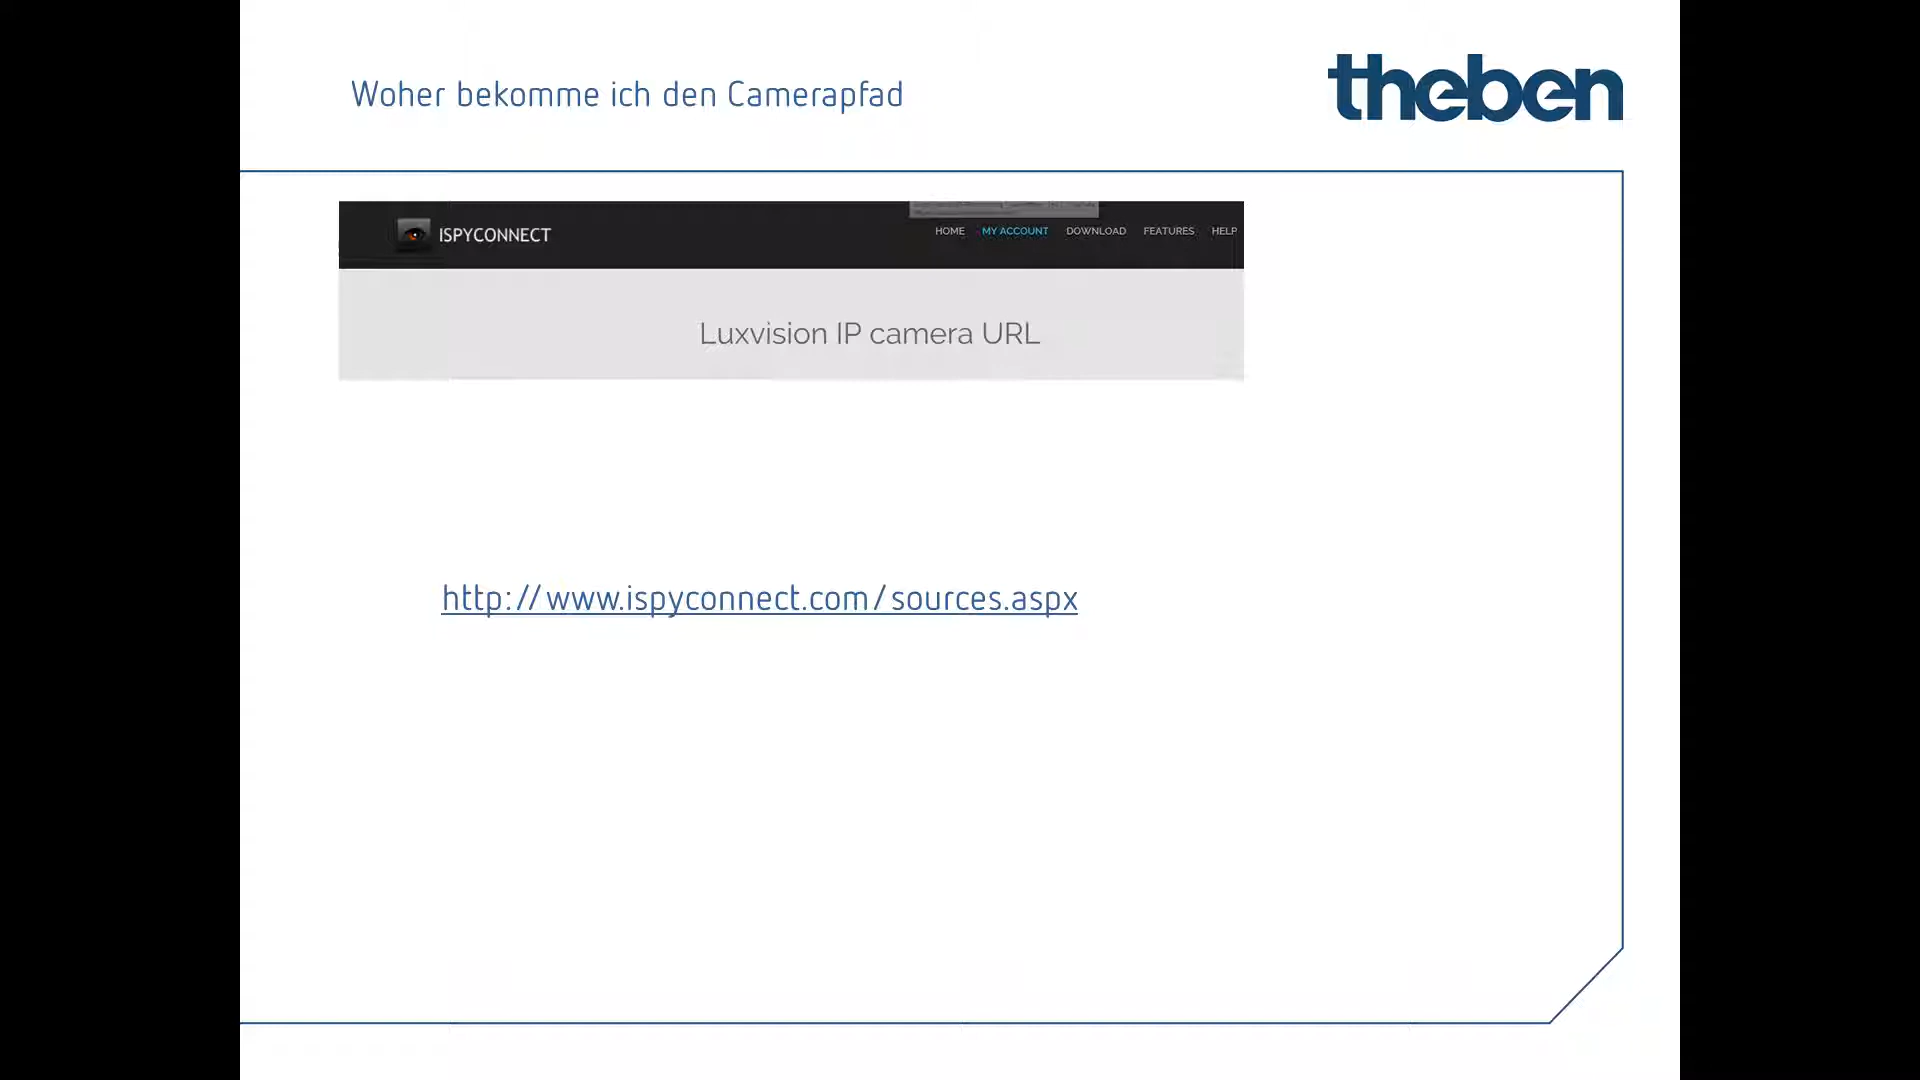 Woher bekomme ich den Camerapfad
theben
ISPYCONNECT
HOME MY ACCOUNT DOWNLOAD FEATURES HELP
Luxvision IP camera URL
http://www.ispyconnect.com/sources.aspx